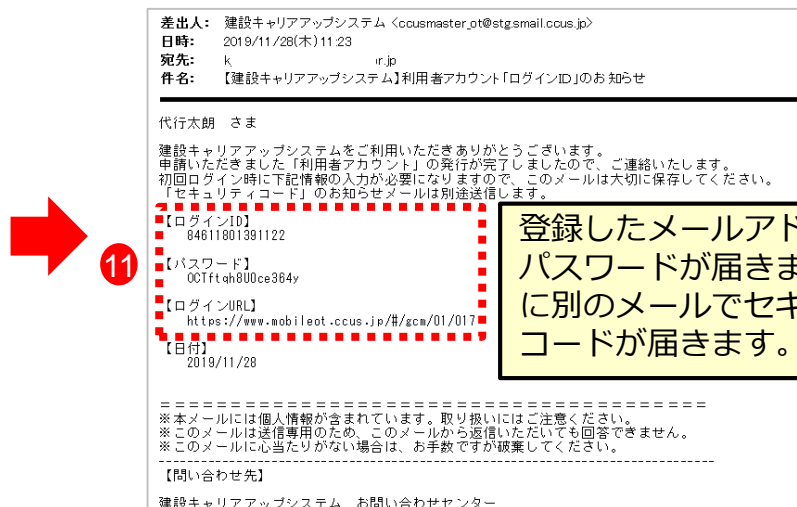 差出人： 建設キャリアアップシステム <ccusmaster_ot@stg.smail.ccus.jp>
日時： 2019/11/28(木) 11:23
宛先： k r.jp
件名： 【建設キャリアアップシステム】利用者アカウント「ログインID」のお知らせ
代行太朗 さま
建設キャリアアップシステムをご利用いただきありがとうございます。
申請いただきました「利用者アカウント」の発行が完了しましたので、ご連絡いたします。
初回ログイン時に下記情報の入力が必要になりますので、このメールは大切に保存してください。
「セキュリティコード」のお知らせメールは別途送信します。
【ログインID】
84611801391122
【パスワード】
OCTftqh8U0ce364y
【ログインURL】
https://www.mobileot.ccus.jp/#/gcm/01/017
【日付】
2019/11/28
11
登録したメールアド
パスワードが届きま
に別のメールでセキ
コードが届きます。
=======================================
※本メールには個人情報が含まれています。取り扱いにはご注意ください。
※このメールは送信専用のため、このメールから返信いただいても回答できません。
※このメールに心当たりがない場合は、お手数ですが破棄してください。
--------------------------------------------------------------------------------
【問い合わせ先】
建設キャリアアップシステム お問い合わせセンター